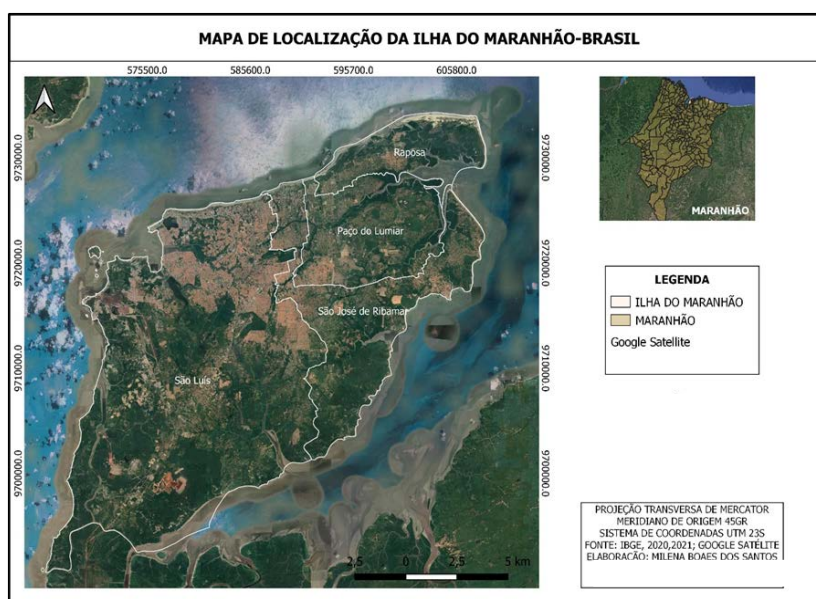 MAPA DE LOCALIZAÇÃO DA ILHA DO MARANHÃO-BRASIL
575500.0 585600.0 595700.0 605800.0
9730000.0
9720000.0
9710000.0
9700000.0
Raposa
Paço do Lumiar
São José de Ribamar
São Luís
9730000.0
9720000.0
9710000.0
9700000.0
2,5 0 2,5 5 km
MARANHÃO
LEGENDA
ILHA DO MARANHÃO
MARANHÃO
Google Satellite
PROJEÇÃO TRANSVERSA DE MERCATOR
MERIDIANO DE ORIGEM 45GR
SISTEMA DE COORDENADAS UTM 23S
FONTE: IBGE, 2020,2021; GOOGLE SATÉLITE
ELABORAÇÃO: MILENA BOAES DOS SANTOS